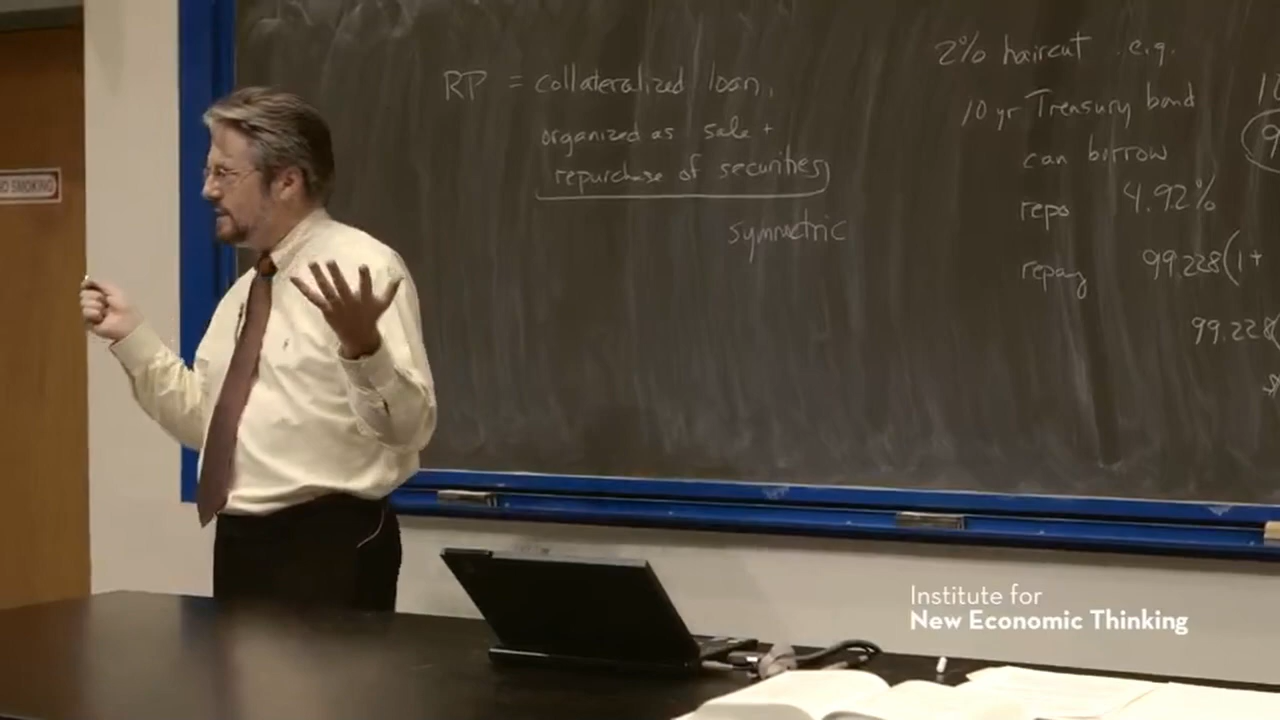 NO SMOKING
RP = collateralized loan,
organized as sale +
repurchase of securities
symmetric
2% haircut e.g.
10 yr Treasury bond
can borrow
repo 4.92%
repay 99.228(1+
99.228(
Institute for
New Economic Thinking